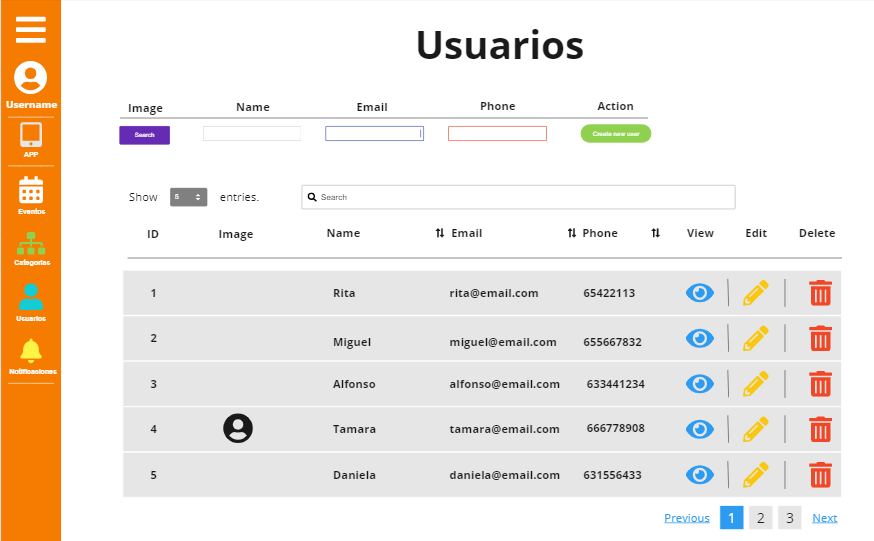 Usuarios
Username
APP
Eventos
Categorias
Usuarios
Notificaciones
Image Name Email Phone Action
Search Create new user
Show 5 entries. Search
ID Image Name Email Phone View Edit Delete
1 Rita rita@email.com 65422113
2 Miguel miguel@email.com 655667832
3 Alfonso alfonso@email.com 633441234
4 Tamara tamara@email.com 666778908
5 Daniela daniela@email.com 631556433
Previous 1 2 3 Next